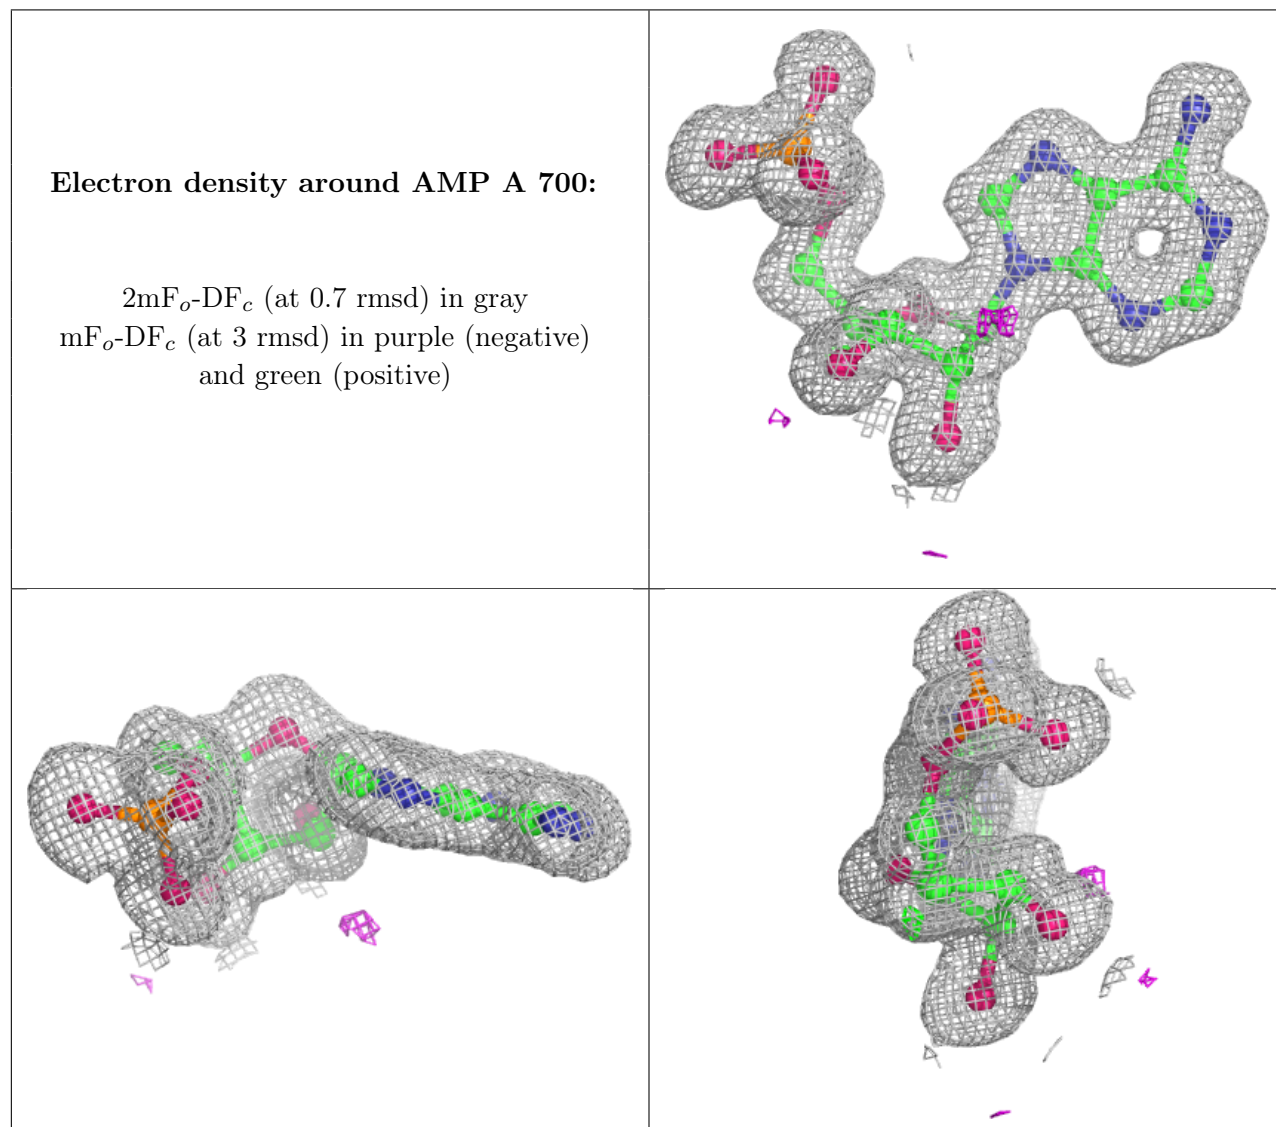 Electron density around AMP A 700:
2mFo-DFc (at 0.7 rmsd) in gray
mFo-DFc (at 3 rmsd) in purple (negative)
and green (positive)